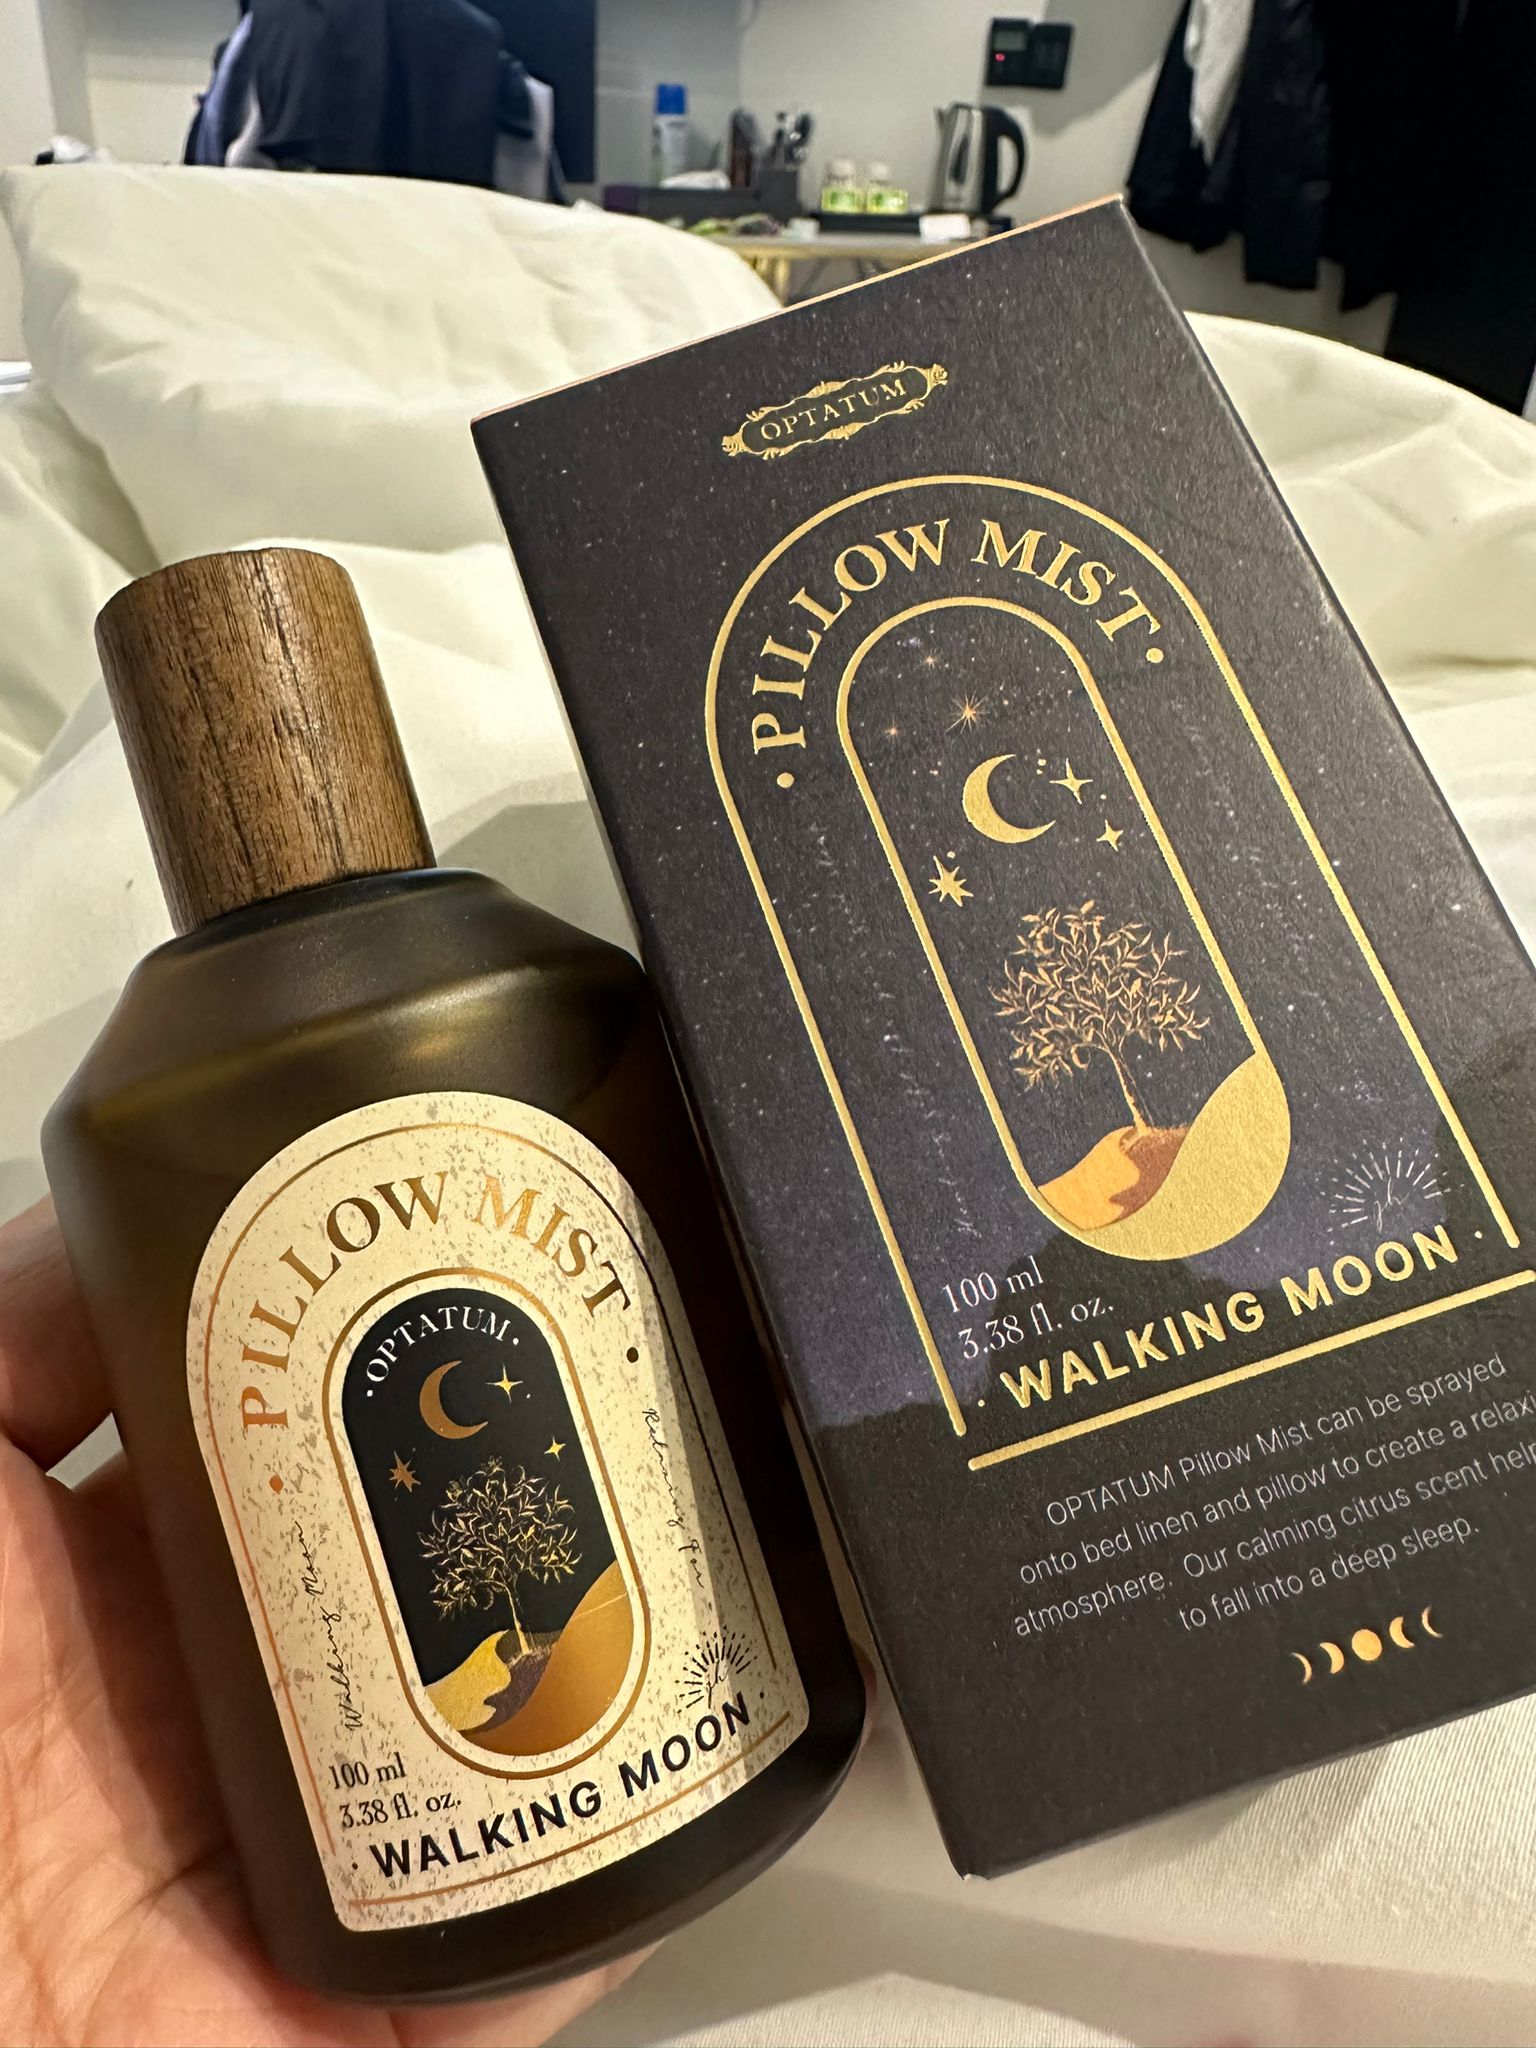 OPTATUM
· PILLOW MIST ·
100 ml
3.38 fl. oz.
· WALKING MOON ·
OPTATUM Pillow Mist can be sprayed
onto bed linen and pillow to create a
atmosphere. Our calming citrus scent
to fall into a deep sleep.
· PILLOW MIST ·
· OPTATUM ·
Walking Moon
100 ml
3.38 fl. oz.
· WALKING MOON ·